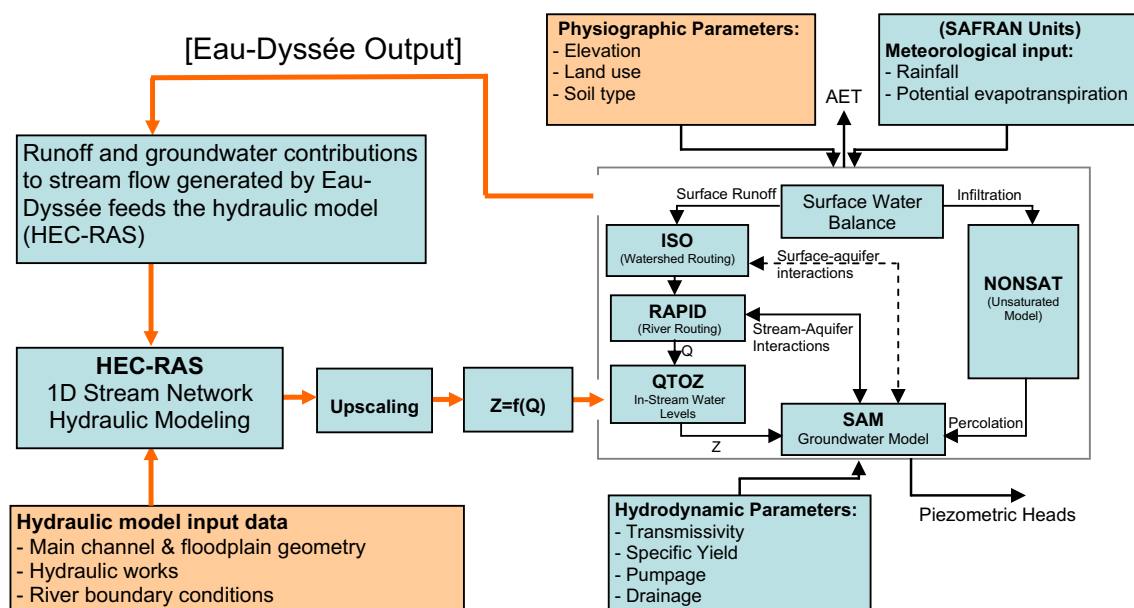 [Eau-Dyssée Output]
Physiographic Parameters:
- Elevation
- Land use
- Soil type
(SAFRAN Units)
Meteorological input:
- Rainfall
- Potential evapotranspiration
AET
Runoff and groundwater contributions
to stream flow generated by Eau-
Dyssée feeds the hydraulic model
(HEC-RAS)
Surface Runoff
Surface Water
Balance
Infiltration
ISO
(Watershed Routing)
Surface-aquifer
interactions
NONSAT
(Unsaturated
Model)
RAPID
(River Routing)
Stream-Aquifer
Interactions
Q
HEC-RAS
1D Stream Network
Hydraulic Modeling
Upscaling
Z=f(Q)
QTOZ
In-Stream Water
Levels
Z
SAM
Groundwater Model
Percolation
Hydraulic model input data
- Main channel & floodplain geometry
- Hydraulic works
- River boundary conditions
Hydrodynamic Parameters:
- Transmissivity
- Specific Yield
- Pumpage
- Drainage
Piezometric Heads